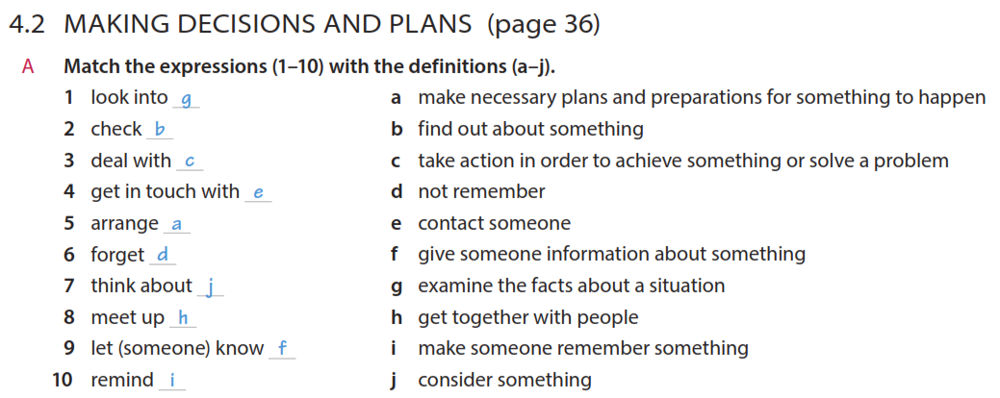 4.2 MAKING DECISIONS AND PLANS (page 36)
A Match the expressions (1–10) with the definitions (a–j).
1 look into g a make necessary plans and preparations for something to happen
2 check b b find out about something
3 deal with c c take action in order to achieve something or solve a problem
4 get in touch with e d not remember
5 arrange a e contact someone
6 forget d f give someone information about something
7 think about j g examine the facts about a situation
8 meet up h h get together with people
9 let (someone) know f i make someone remember something
10 remind i j consider something